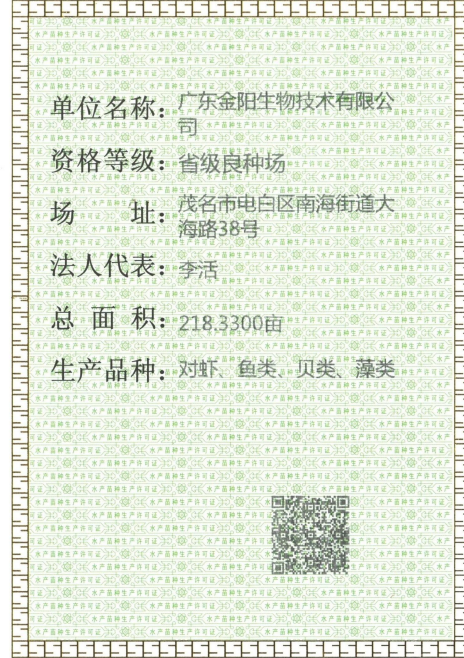 单位名称：广东金阳生物技术有限公
司
资格等级：省级良种场
场 址：茂名市电白区南海街道大
海路38号
法人代表：李活
总 面 积：218.3300亩
生产品种：对虾、鱼类、贝类、藻类